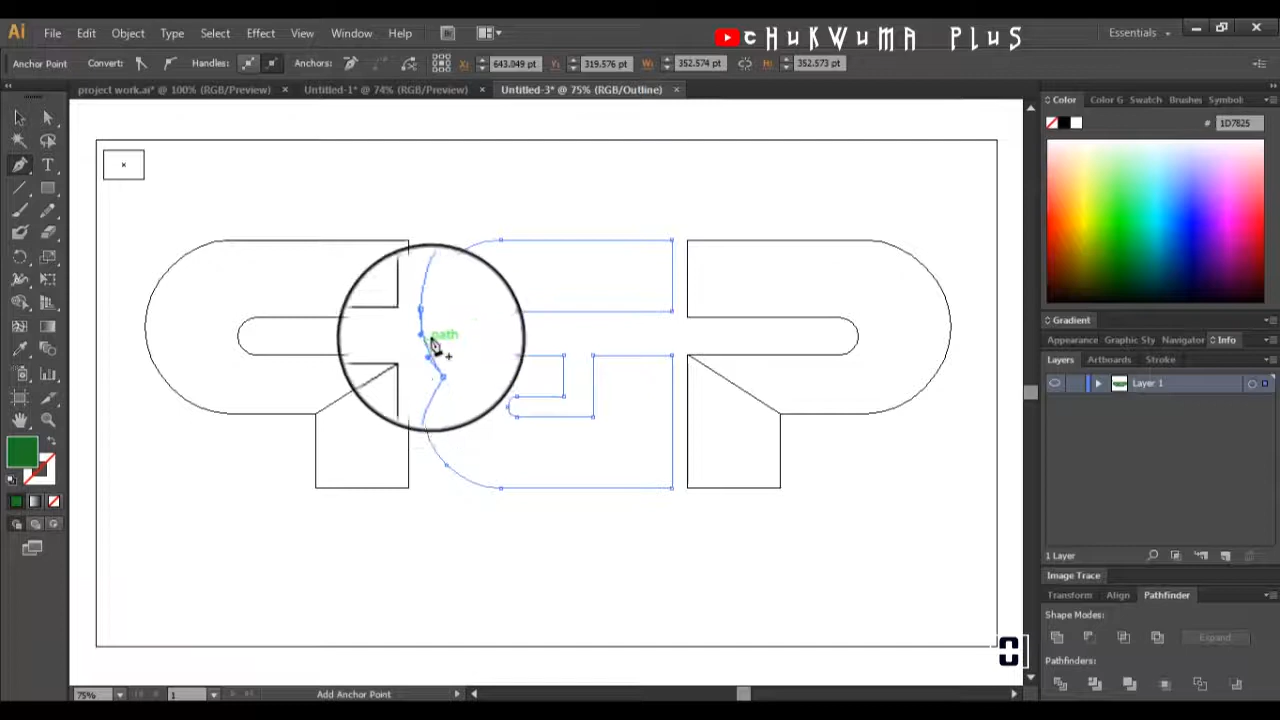 Ai File Edit Object Type Select Effect View Window Help
cHuKWuMA PluS
Essentials
Anchor Point Convert: Handles: Anchors: X: 643.049 pt Y: 319.576 pt W: 352.574 pt H: 352.573 pt
project work.ai* @ 100% (RGB/Preview) × Untitled-1* @ 74% (RGB/Preview) × Untitled-3* @ 75% (RGB/Outline) ×
Color Color G Swatch Brushes Symbol:
# 1D7825
path
Gradient
Appearance Graphic Sty Navigator Info
Layers Artboards Stroke
Layer 1
1 Layer
Image Trace
Transform Align Pathfinder
Shape Modes:
Expand
Pathfinders:
75% 1 Add Anchor Point